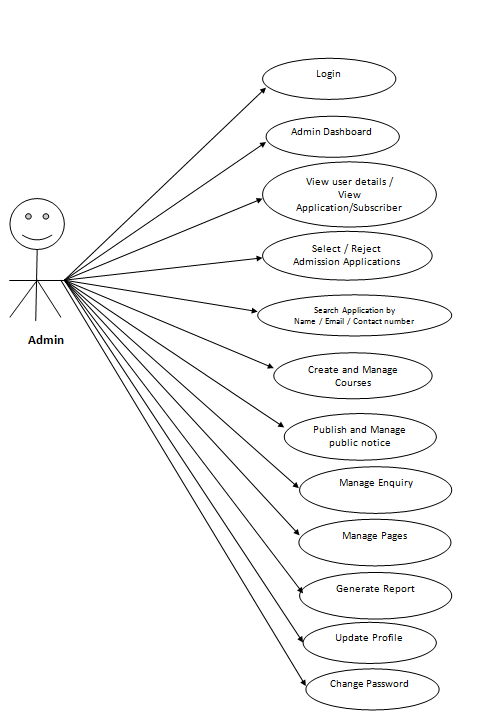 Login
Admin Dashboard
View user details /
View
Application/Subscriber
Select / Reject
Admission Applications
Search Application by
Name / Email / Contact number
Admin
Create and Manage
Courses
Publish and Manage
public notice
Manage Enquiry
Manage Pages
Generate Report
Update Profile
Change Password